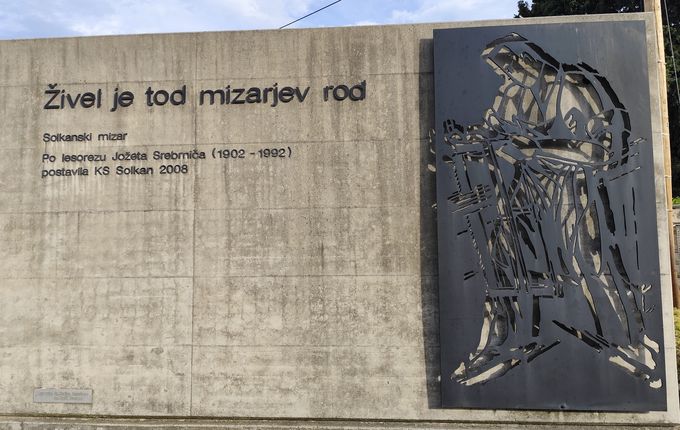 Živel je tod mizarjev rod
Solkanski mizar
Po lesorezu Jožeta Srebrniča (1902 - 1992)
postavila KS Solkan 2008